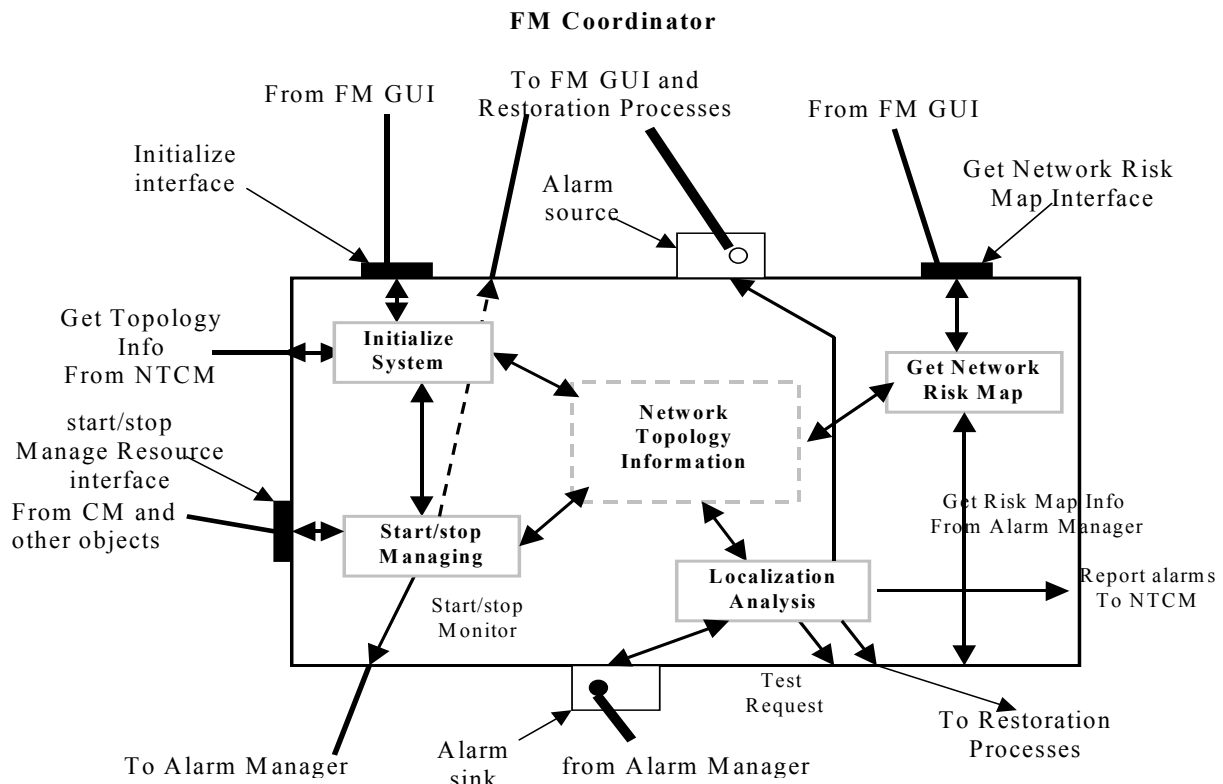 FM Coordinator
To FM GUI and
Restoration Processes
From FM GUI
From FM GUI
Initialize
interface
Alarm
source
Get Network Risk
Map Interface
Get Topology
Info
From NTCM
Initialize
System
Get Network
Risk Map
Network
Topology
Information
start/stop
Manage Resource
interface
From CM and
other objects
Start/stop
Managing
Get Risk Map Info
From Alarm Manager
Localization
Analysis
Report alarms
To NTCM
Start/stop
Monitor
Test
Request
To Restoration
Processes
To Alarm Manager
Alarm
sink
from Alarm Manager